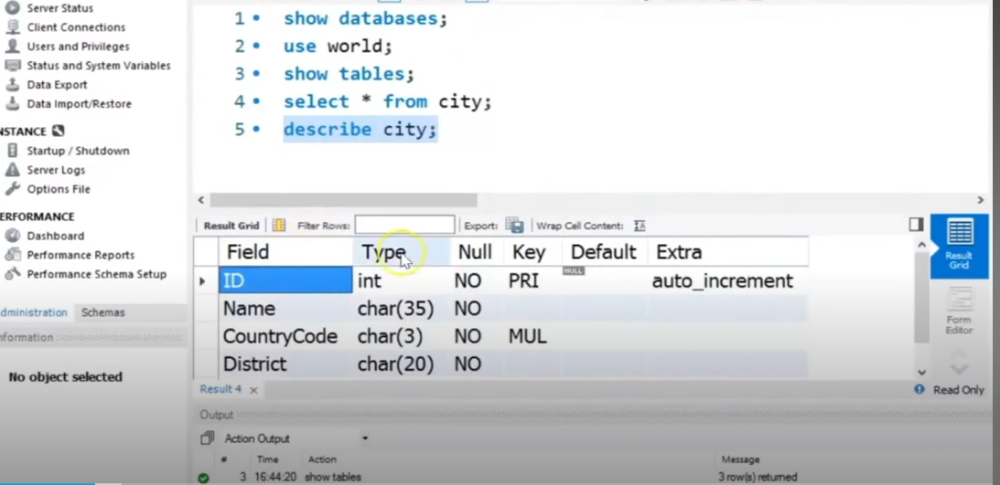 Server Status
Client Connections
Users and Privileges
Status and System Variables
Data Export
Data Import/Restore
NSTANCE
Startup / Shutdown
Server Logs
Options File
ERFORMANCE
Dashboard
Performance Reports
Performance Schema Setup
dministration Schemas
nformation
No object selected
1 show databases;
2 use world;
3 show tables;
4 select * from city;
5 describe city;
Result Grid Filter Rows: Export: Wrap Cell Content: IA
Field Type Null Key Default Extra
ID int NO PRI NULL auto_increment
Name char(35) NO
CountryCode char(3) NO MUL
District char(20) NO
Result Grid
Form Editor
Result 4 Read Only
Output
Action Output
# Time Action Message
3 16:44:20 show tables 3 row(s) returned